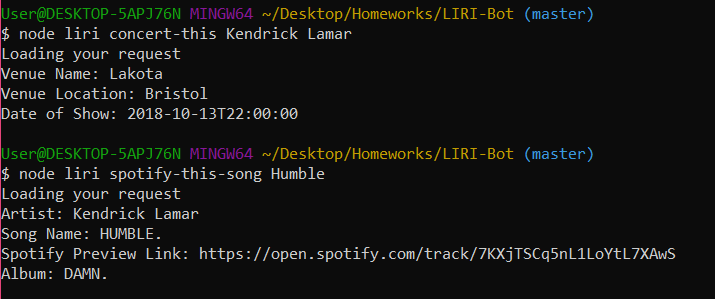 User@DESKTOP-5APJ76N MINGW64 ~/Desktop/Homeworks/LIRI-Bot (master)
$ node liri concert-this Kendrick Lamar
Loading your request
Venue Name: Lakota
Venue Location: Bristol
Date of Show: 2018-10-13T22:00:00
User@DESKTOP-5APJ76N MINGW64 ~/Desktop/Homeworks/LIRI-Bot (master)
$ node liri spotify-this-song Humble
Loading your request
Artist: Kendrick Lamar
Song Name: HUMBLE.
Spotify Preview Link: https://open.spotify.com/track/7KXjTSCq5nL1LoYtL7XAwS
Album: DAMN.